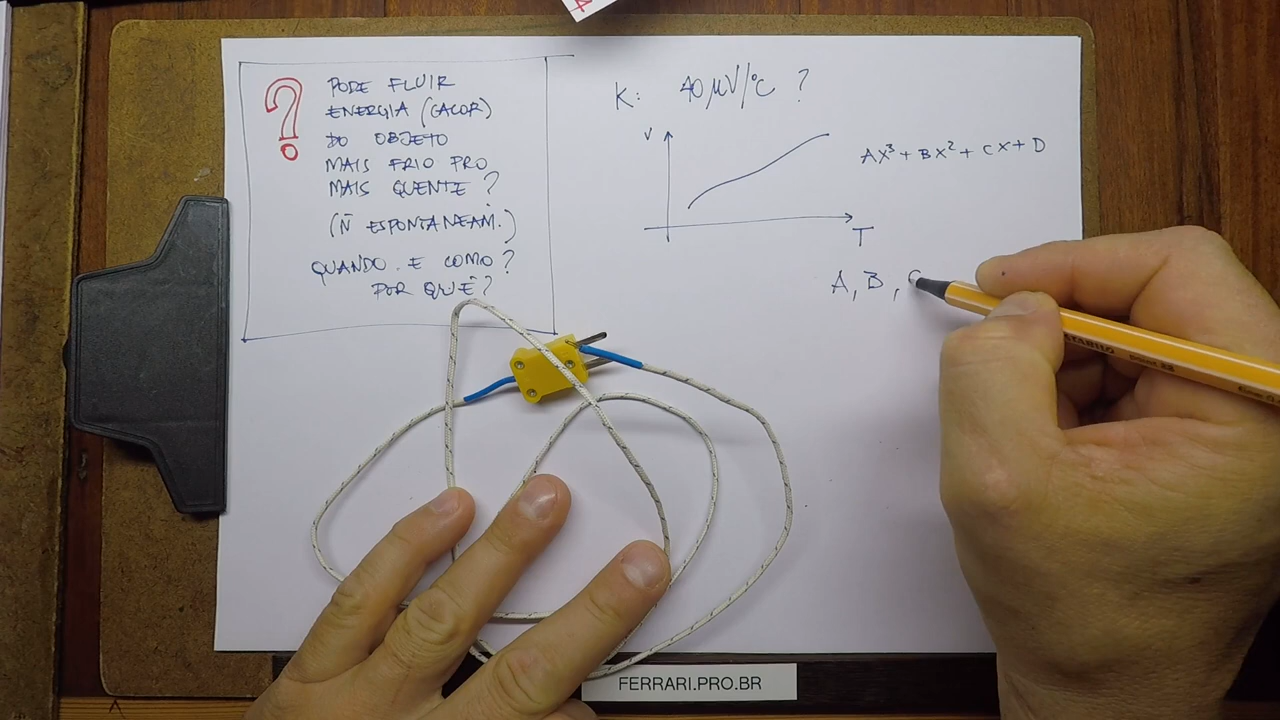 ?
PODE FLUIR
ENERGIA (CALOR)
DO OBJETO
MAIS FRIO PRO
MAIS QUENTE?
(Ñ ESPONTANEAM.)
QUANDO E COMO?
POR QUÊ?
K: 40 µV/°C ?
V
T
AX³ + BX² + CX + D
A, B, C
FERRARI.PRO.BR